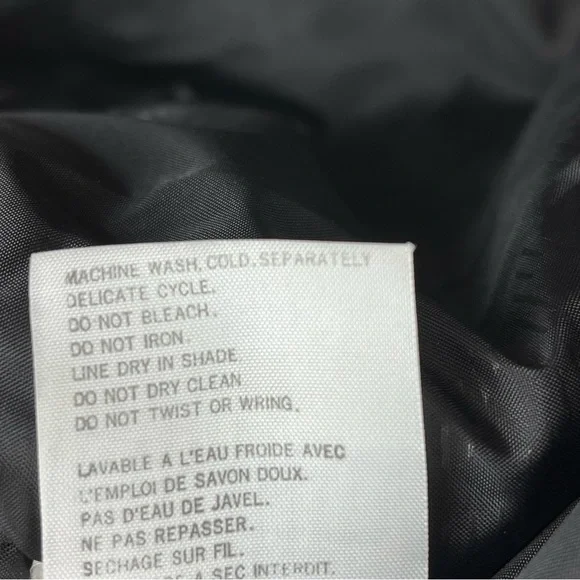 MACHINE WASH, COLD, SEPARATELY
DELICATE CYCLE.
DO NOT BLEACH.
DO NOT IRON.
LINE DRY IN SHADE
DO NOT DRY CLEAN
DO NOT TWIST OR WRING.
LAVABLE A L'EAU FROIDE AVEC
L'EMPLOI DE SAVON DOUX.
PAS D'EAU DE JAVEL.
NE PAS REPASSER.
SECHAGE SUR FIL.
A SEC INTERDIT.